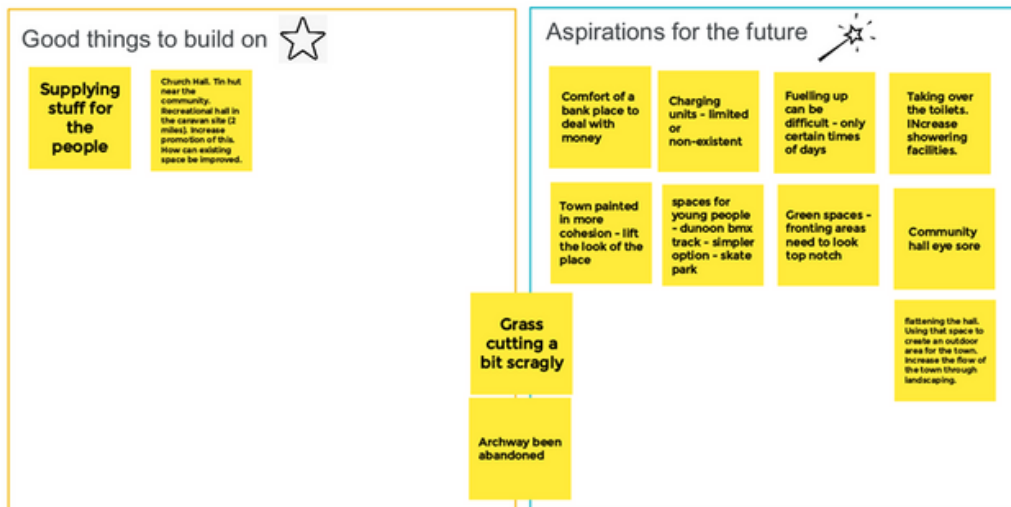 Good things to build on
Supplying
stuff for
the
people
Church Hall. Tin hut
near the
community.
Recreational hall in
the caravan site (2
miles). Increase
promotion of this.
How can existing
space be improved.
Aspirations for the future
Comfort of a
bank place to
deal with
money
Charging
units - limited
or
non-existent
Fuelling up
can be
difficult - only
certain times
of days
Taking over
the toilets.
INcrease
showering
facilities.
Town painted
in more
cohesion - lift
the look of the
place
spaces for
young people
- dunoon bmx
track - simpler
option - skate
park
Green spaces -
fronting areas
need to look
top notch
Community
hall eye sore
flattening the hall.
Using that space to
create an outdoor
area for the town.
Increase the flow of
the town through
landscaping.
Grass
cutting a
bit scragly
Archway been
abandoned